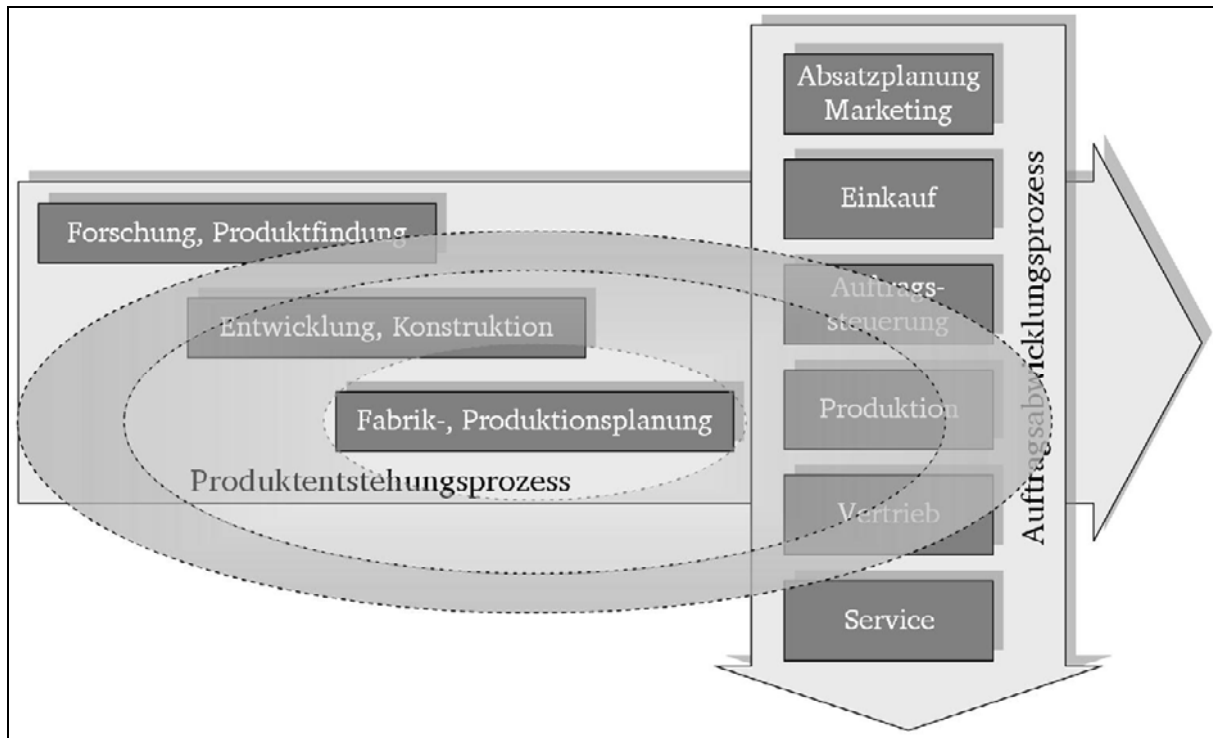 Absatzplanung
Marketing
Einkauf
Forschung, Produktfindung
Auftrags-
steuerung
Entwicklung, Konstruktion
Fabrik-, Produktionsplanung
Produktion
Produktentstehungsprozess
Vertrieb
Service
Auftragsabwicklungsprozess